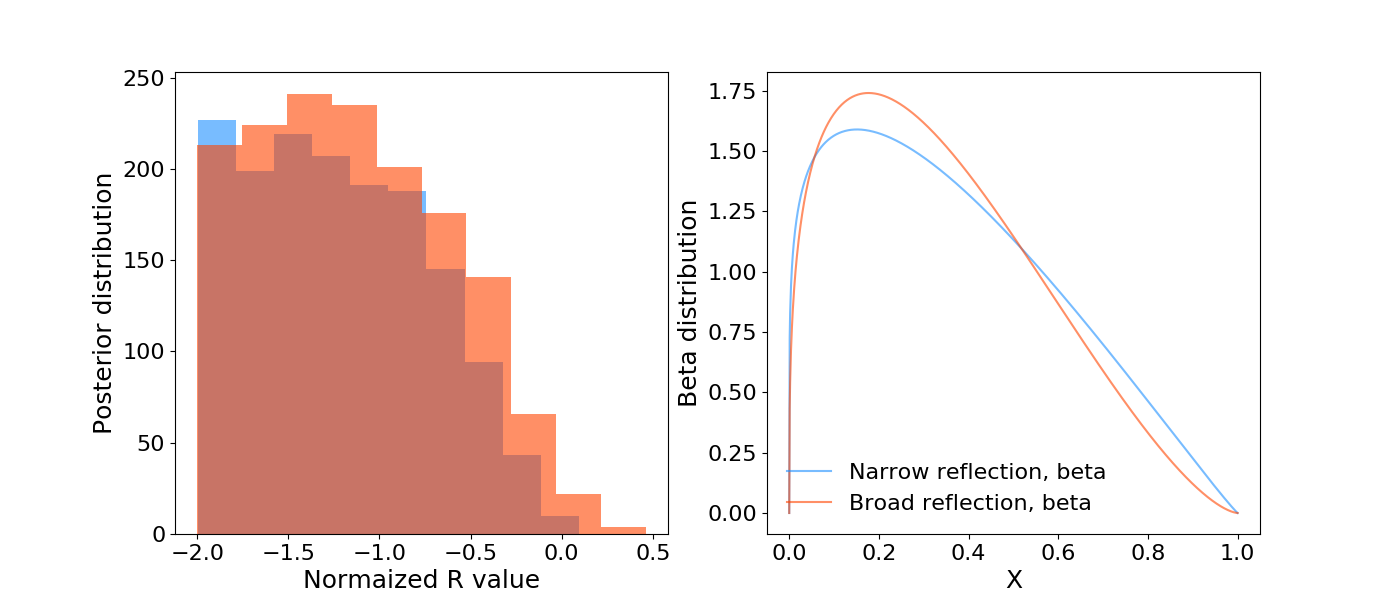 Posterior distribution
250
200
150
100
50
0
−2.0 −1.5 −1.0 −0.5 0.0 0.5
Normaized R value
Beta distribution
1.75
1.50
1.25
1.00
0.75
0.50
0.25
0.00
Narrow reflection, beta
Broad reflection, beta
0.0 0.2 0.4 0.6 0.8 1.0
X